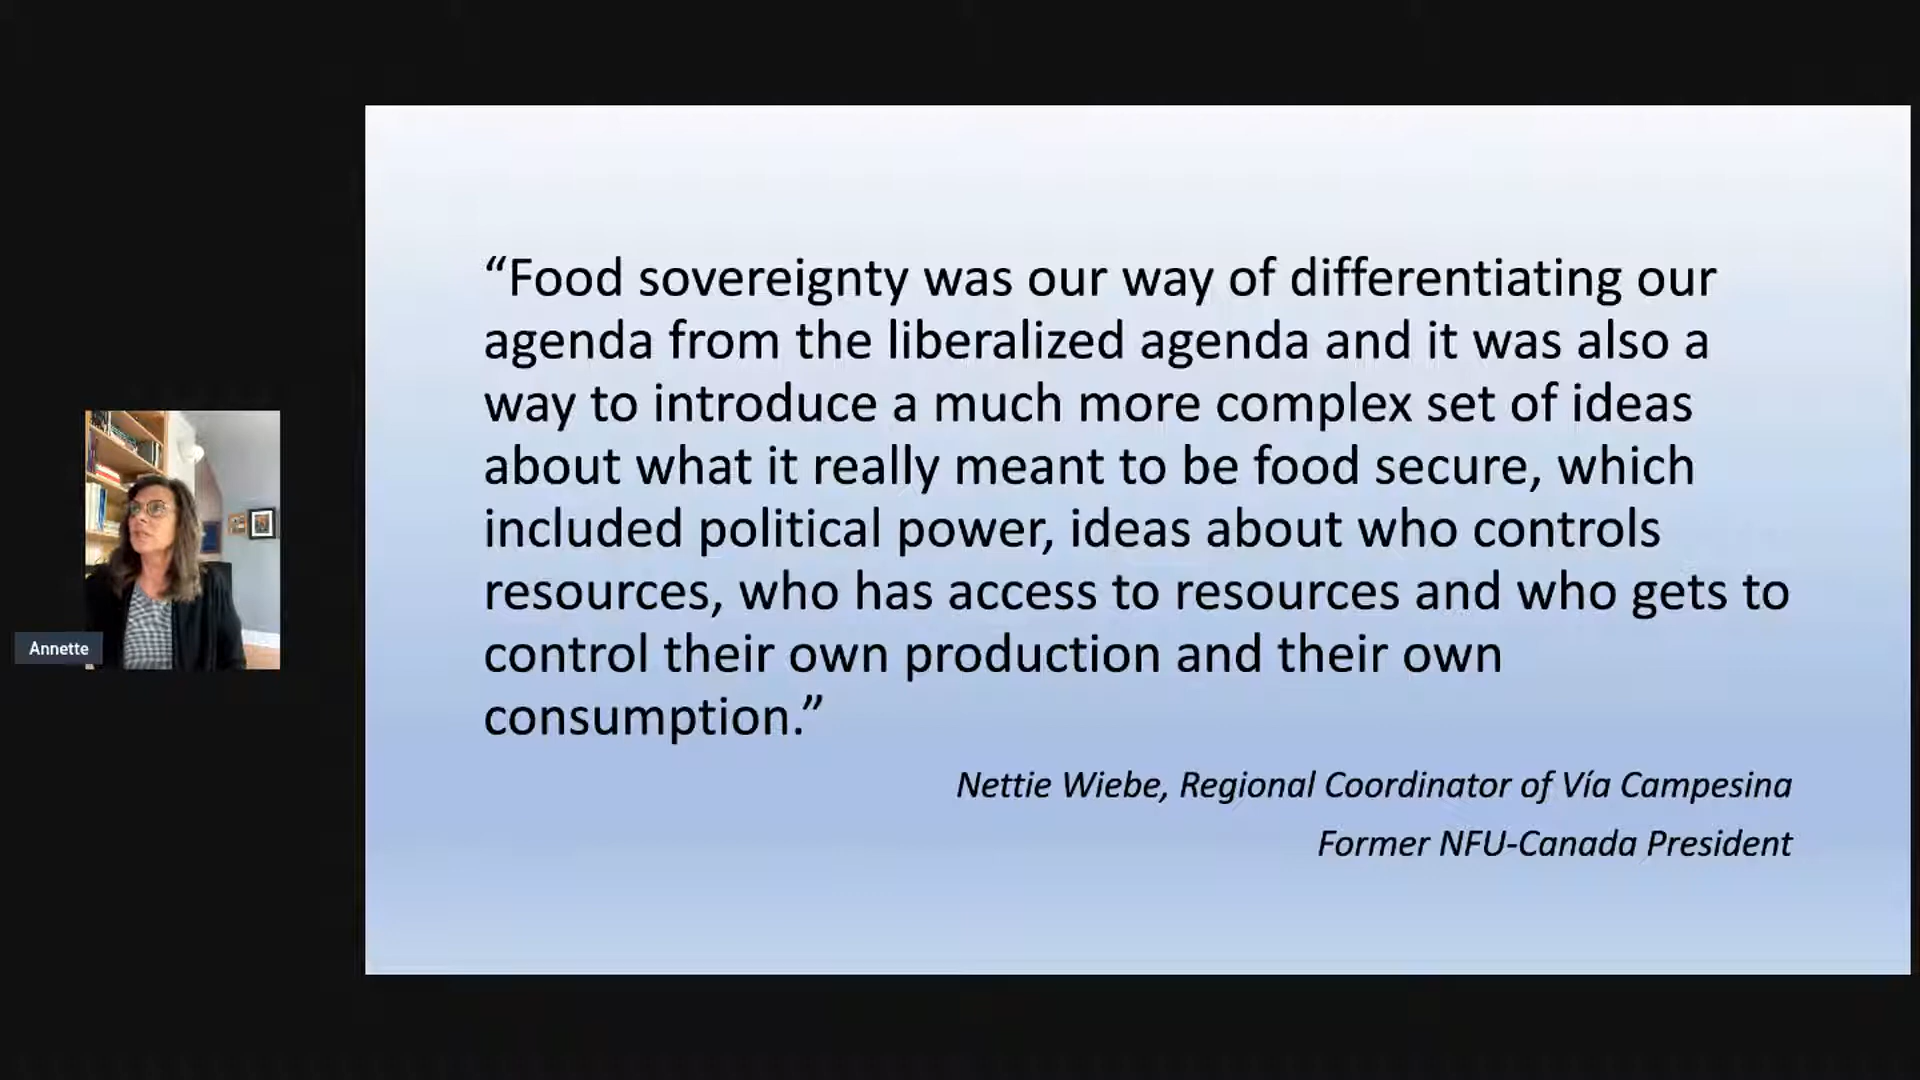 “Food sovereignty was our way of differentiating our
agenda from the liberalized agenda and it was also a
way to introduce a much more complex set of ideas
about what it really meant to be food secure, which
included political power, ideas about who controls
resources, who has access to resources and who gets to
control their own production and their own
consumption.”
Nettie Wiebe, Regional Coordinator of Vía Campesina
Former NFU-Canada President
Annette